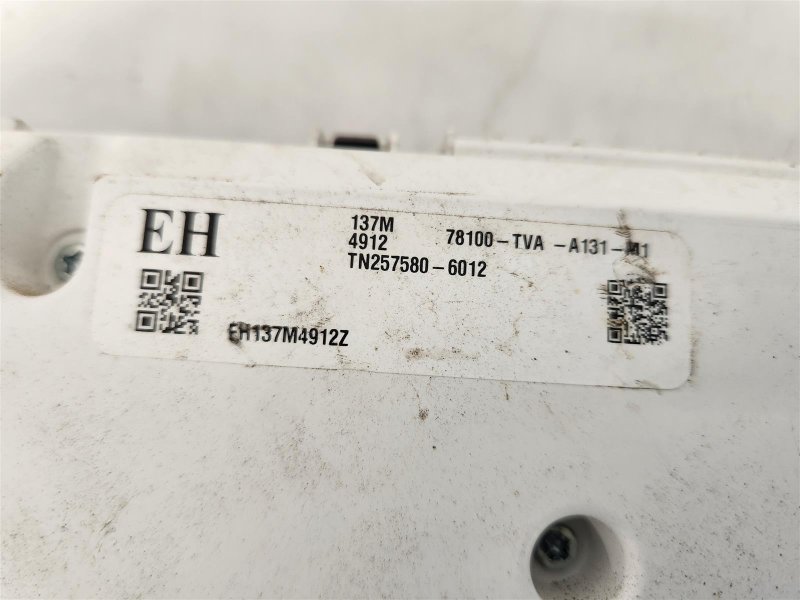 EH
137M
4912
TN257580-6012
78100-TVA -A131-M1
EH137M4912Z